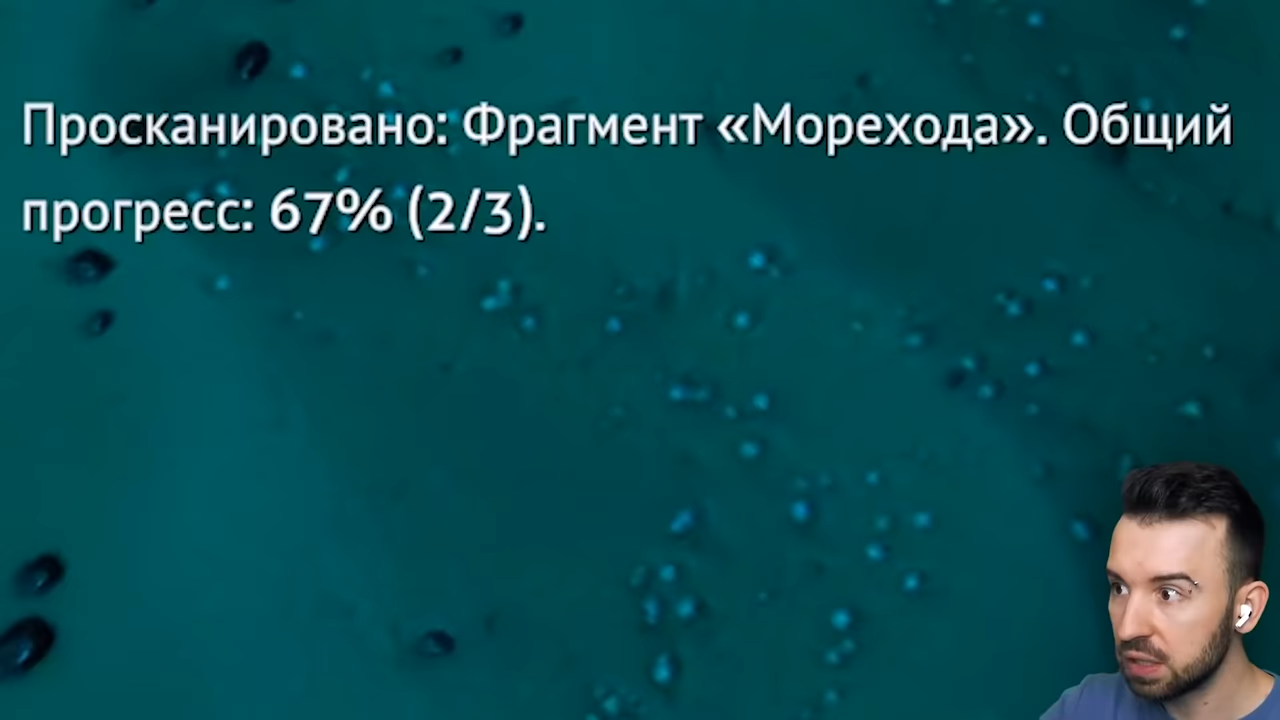 Просканировано: Фрагмент «Морехода». Общий
прогресс: 67% (2/3).